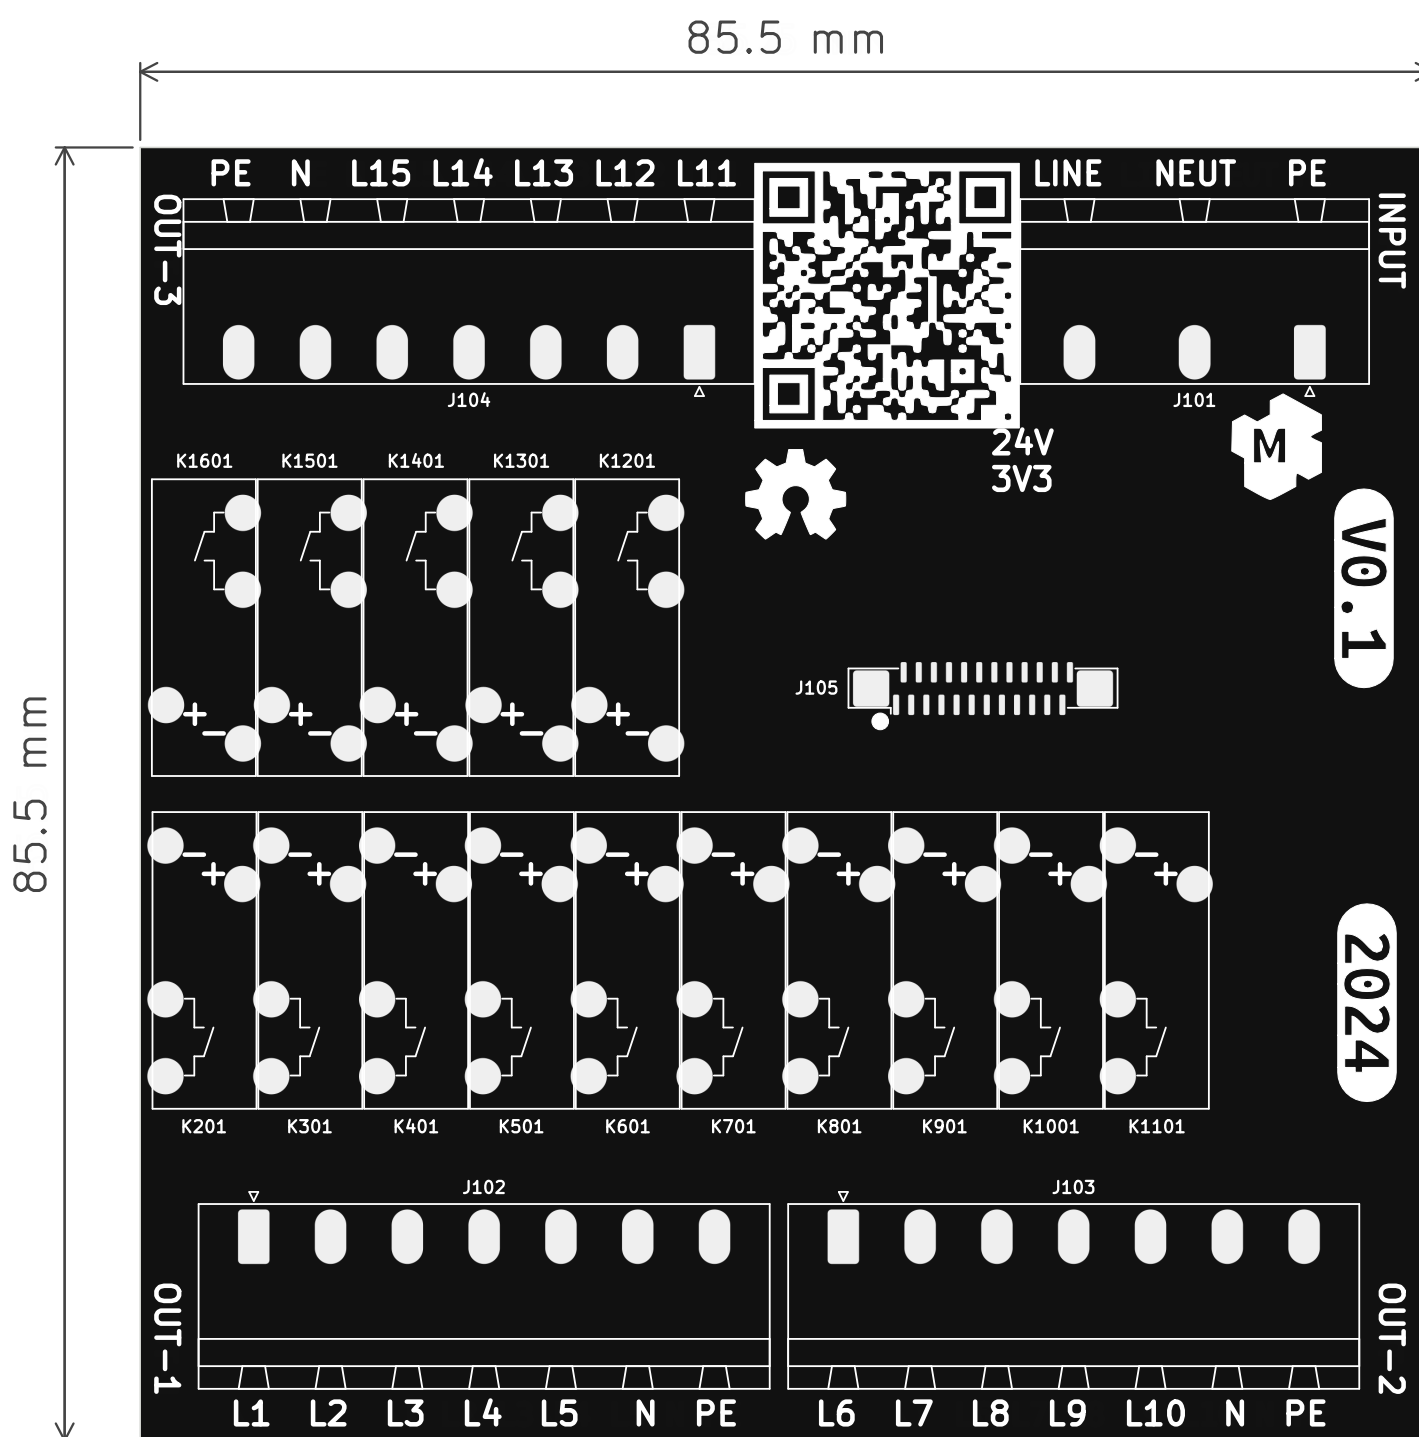 85.5 mm
85.5 mm
PE N L15 L14 L13 L12 L11
LINE NEUT PE
OUT-3
INPUT
J104
J101
M
24V
3V3
K1601 K1501 K1401 K1301 K1201
V0.1
J105
2024
K201 K301 K401 K501 K601 K701 K801 K901 K1001 K1101
J102
J103
OUT-1
OUT-2
L1 L2 L3 L4 L5 N PE
L6 L7 L8 L9 L10 N PE